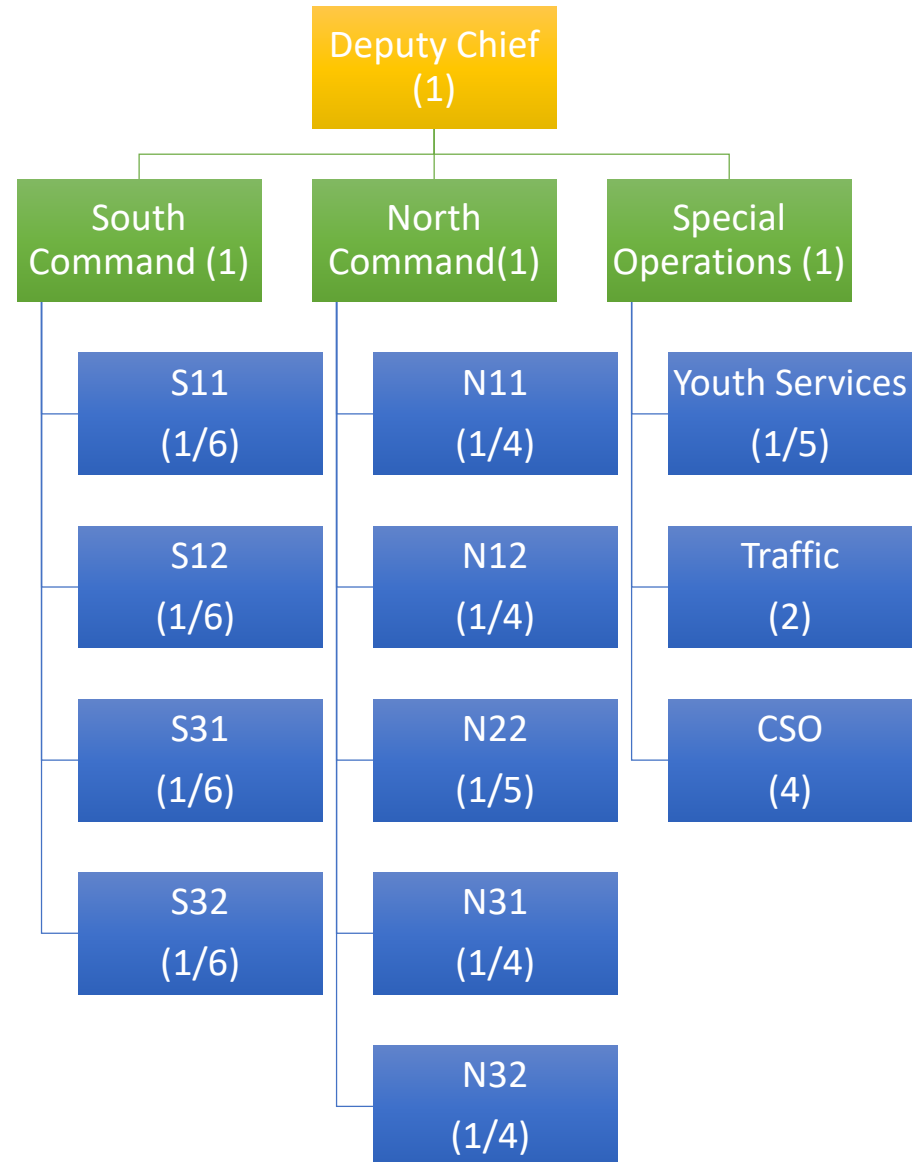 Deputy Chief
(1)
South
Command (1)
North
Command(1)
Special
Operations (1)
S11
(1/6)
S12
(1/6)
S31
(1/6)
S32
(1/6)
N11
(1/4)
N12
(1/4)
N22
(1/5)
N31
(1/4)
N32
(1/4)
Youth Services
(1/5)
Traffic
(2)
CSO
(4)